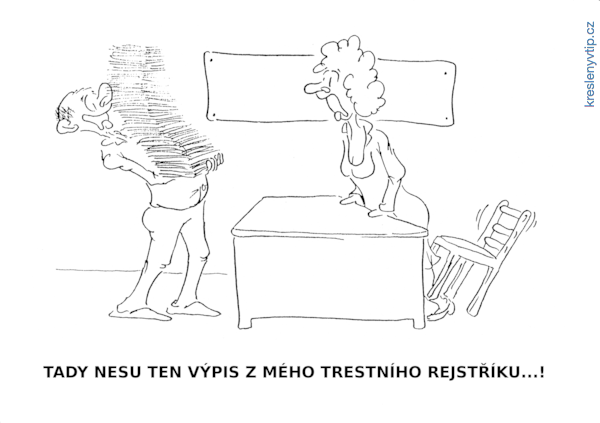 kreslenyvtip.cz
TADY NESU TEN VÝPIS Z MÉHO TRESTNÍHO REJSTŘÍKU...!